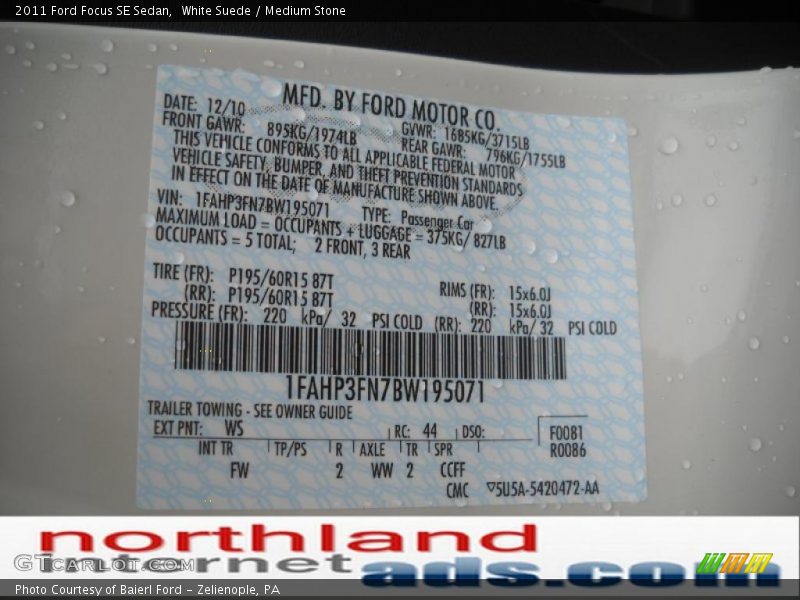 2011 Ford Focus SE Sedan,  White Suede / Medium Stone
MFD. BY FORD MOTOR CO.
DATE: 12/10
GVWR: 1685KG/3715LB
FRONT GAWR: 895KG/1974LB
REAR GAWR: 796KG/1755LB
THIS VEHICLE CONFORMS TO ALL APPLICABLE FEDERAL MOTOR
VEHICLE SAFETY, BUMPER, AND THEFT PREVENTION STANDARDS
IN EFFECT ON THE DATE OF MANUFACTURE SHOWN ABOVE.
VIN: 1FAHP3FN7BW195071
TYPE: Passenger Car
MAXIMUM LOAD = OCCUPANTS + LUGGAGE = 375KG/ 827LB
OCCUPANTS = 5 TOTAL; 2 FRONT, 3 REAR
TIRE (FR): P195/60R15 87T RIMS (FR): 15x6.0J
(RR): P195/60R15 87T (RR): 15x6.0J
PRESSURE (FR): 220 kPa/ 32 PSI COLD (RR): 220 kPa/ 32 PSI COLD
1FAHP3FN7BW195071
TRAILER TOWING - SEE OWNER GUIDE
EXT PNT: WS RC: 44 DSO: F0081
R0086
INT TR TP/PS R AXLE TR SPR
FW 2 WW 2 CCFF
CMC ▽5U5A-5420472-AA
northland
internet
ads.com
GTCARLOT.COM
Photo Courtesy of Baierl Ford – Zelienople, PA